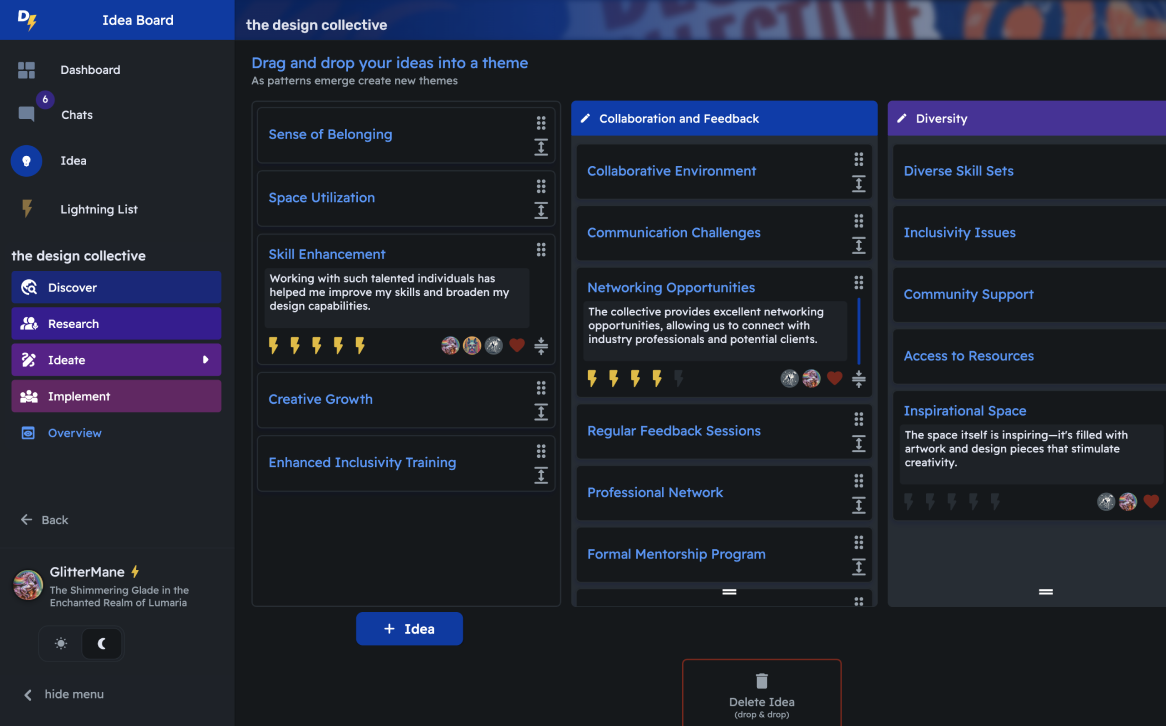 D
Idea Board
the design collective
Dashboard
6
Chats
Idea
Lightning List
the design collective
Discover
Research
Ideate
Implement
Overview
Back
GlitterMane
The Shimmering Glade in the
Enchanted Realm of Lumaria
hide menu
Drag and drop your ideas into a theme
As patterns emerge create new themes
Sense of Belonging
Space Utilization
Skill Enhancement
Working with such talented individuals has
helped me improve my skills and broaden my
design capabilities.
Creative Growth
Enhanced Inclusivity Training
+ Idea
Collaboration and Feedback
Collaborative Environment
Communication Challenges
Networking Opportunities
The collective provides excellent networking
opportunities, allowing us to connect with
industry professionals and potential clients.
Regular Feedback Sessions
Professional Network
Formal Mentorship Program
Diversity
Diverse Skill Sets
Inclusivity Issues
Community Support
Access to Resources
Inspirational Space
The space itself is inspiring—it's filled with
artwork and design pieces that stimulate
creativity.
Delete Idea
(drop & drop)